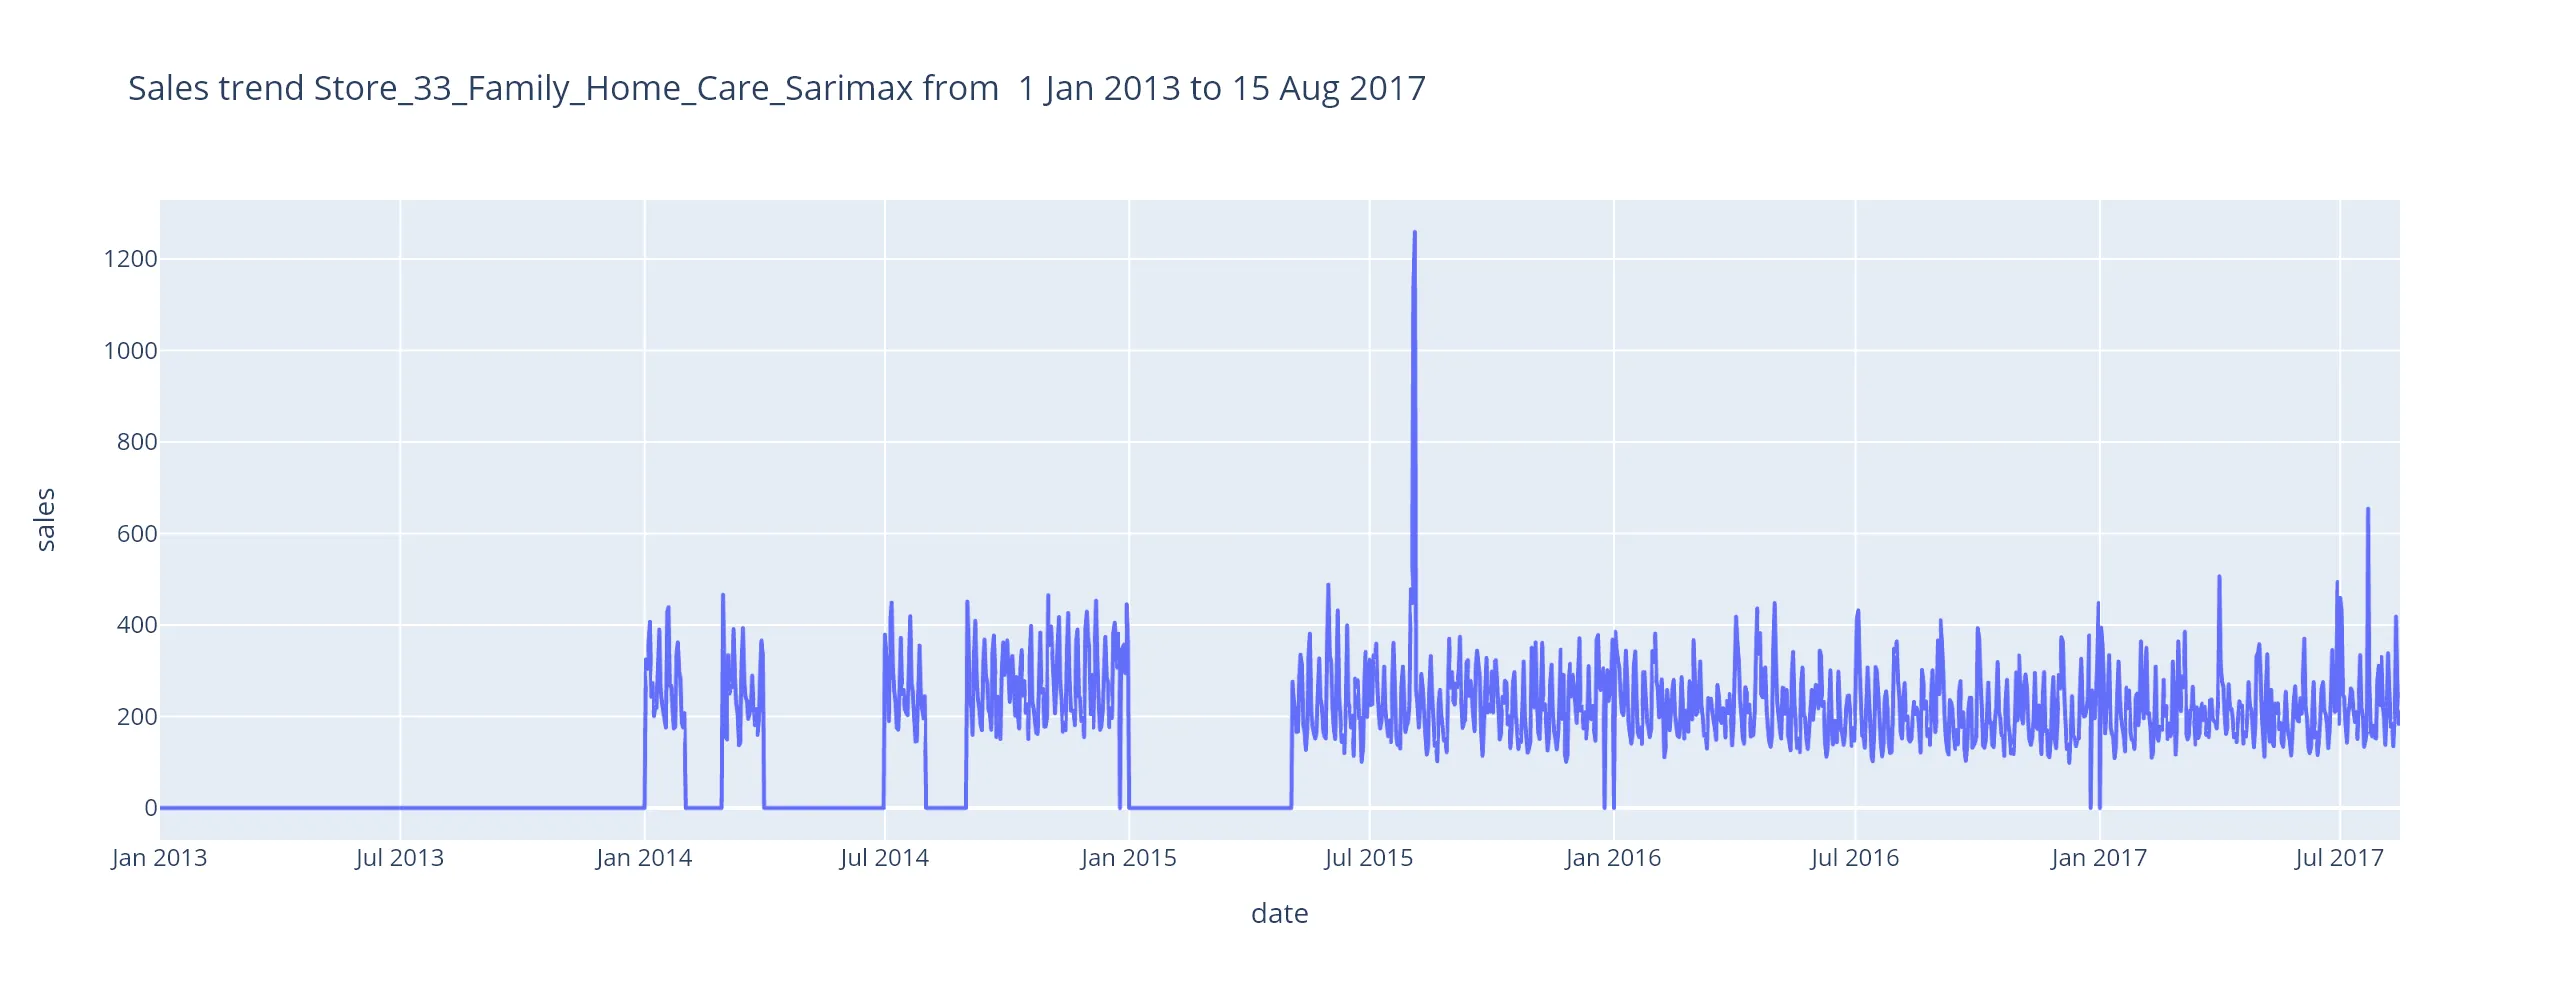 Sales trend Store_33_Family_Home_Care_Sarimax from  1 Jan 2013 to 15 Aug 2017
1200
1000
800
600
400
200
0
sales
Jan 2013 Jul 2013 Jan 2014 Jul 2014 Jan 2015 Jul 2015 Jan 2016 Jul 2016 Jan 2017 Jul 2017
date